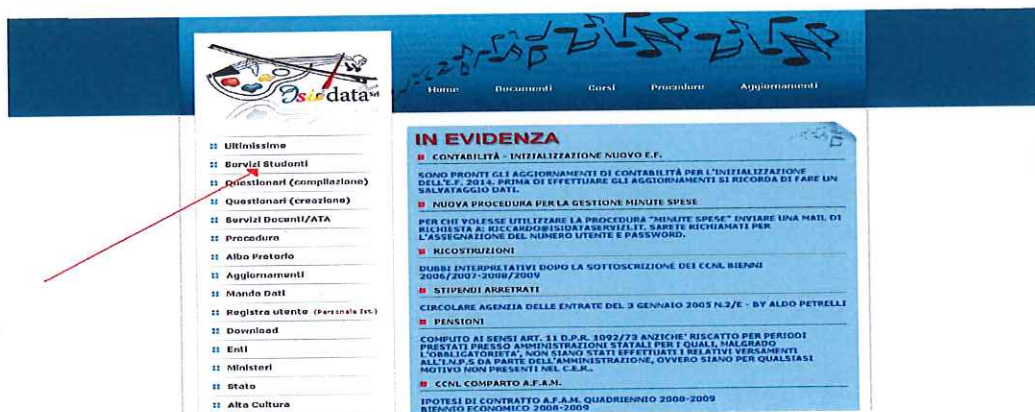 Isidata srl
Home Documenti Corsi Procedure Aggiornamenti
Ultimissime
Servizi Studenti
Questionari (compilazione)
Questionari (creazione)
Servizi Docenti/ATA
Procedure
Albo Pretorio
Aggiornamenti
Manda Dati
Registra utente (Personale Ist.)
Download
Enti
Ministeri
Stato
Alta Cultura
IN EVIDENZA
CONTABILITÀ - INIZIALIZZAZIONE NUOVO E.F.
SONO PRONTI GLI AGGIORNAMENTI DI CONTABILITÀ PER L'INIZIALIZZAZIONE
DELL'E.F. 2014. PRIMA DI EFFETTUARE GLI AGGIORNAMENTI SI RICORDA DI FARE UN
SALVATAGGIO DATI.
NUOVA PROCEDURA PER LA GESTIONE MINUTE SPESE
PER CHI VOLESSE UTILIZZARE LA PROCEDURA "MINUTE SPESE" INVIARE UNA MAIL DI
RICHIESTA A: RICCARDO@ISIDATASERVIZI.IT. SARETE RICHIAMATI PER
L'ASSEGNAZIONE DEL NUMERO UTENTE E PASSWORD.
RICOSTRUZIONI
DUBBI INTERPRETATIVI DOPO LA SOTTOSCRIZIONE DEI CCNL BIENNI
2006/2007-2008/2009
STIPENDI ARRETRATI
CIRCOLARE AGENZIA DELLE ENTRATE DEL 3 GENNAIO 2005 N.2/E - BY ALDO PETRELLI
PENSIONI
COMPUTO AI SENSI ART. 11 D.P.R. 1092/73 ANZICHE' RISCATTO PER PERIODI
PRESTATI PRESSO AMMINISTRAZIONI STATALI PER I QUALI, MALGRADO
L'OBBLIGATORIETA', NON SIANO STATI EFFETTUATI I RELATIVI VERSAMENTI
ALL'I.N.P.S DA PARTE DELL'AMMINISTRAZIONE, OVVERO SIANO PER QUALSIASI
MOTIVO NON PRESENTI NEL C.E.R..
CCNL COMPARTO A.F.A.M.
IPOTESI DI CONTRATTO A.F.A.M. QUADRIENNIO 2006-2009
BIENNIO ECONOMICO 2008-2009